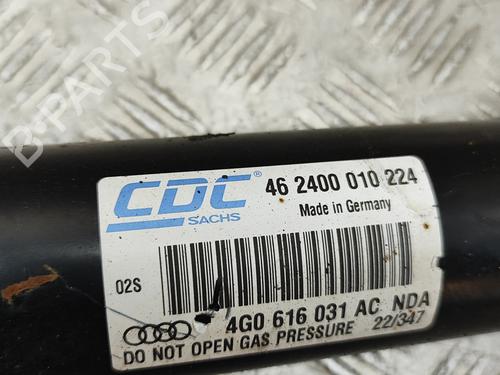 B-PARTS
CDC
SACHS
46 2400 010 224
Made in Germany
02S
4G0 616 031 AC NDA
DO NOT OPEN GAS PRESSURE 22/347